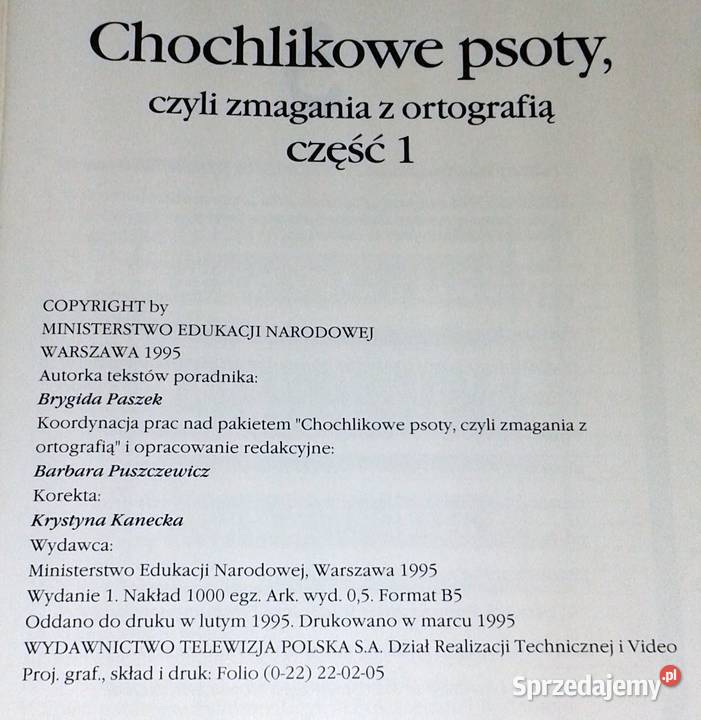 Chochlikowe psoty,
czyli zmagania z ortografią
część 1
COPYRIGHT by
MINISTERSTWO EDUKACJI NARODOWEJ
WARSZAWA 1995
Autorka tekstów poradnika:
Brygida Paszek
Koordynacja prac nad pakietem "Chochlikowe psoty, czyli zmagania z
ortografią" i opracowanie redakcyjne:
Barbara Puszczewicz
Korekta:
Krystyna Kanecka
Wydawca:
Ministerstwo Edukacji Narodowej, Warszawa 1995
Wydanie 1. Nakład 1000 egz. Ark. wyd. 0,5. Format B5
Oddano do druku w lutym 1995. Drukowano w marcu 1995
WYDAWNICTWO TELEWIZJA POLSKA S.A. Dział Realizacji Technicznej i Video
Proj. graf., skład i druk: Folio (0-22) 22-02-05
Sprzedajemy.pl